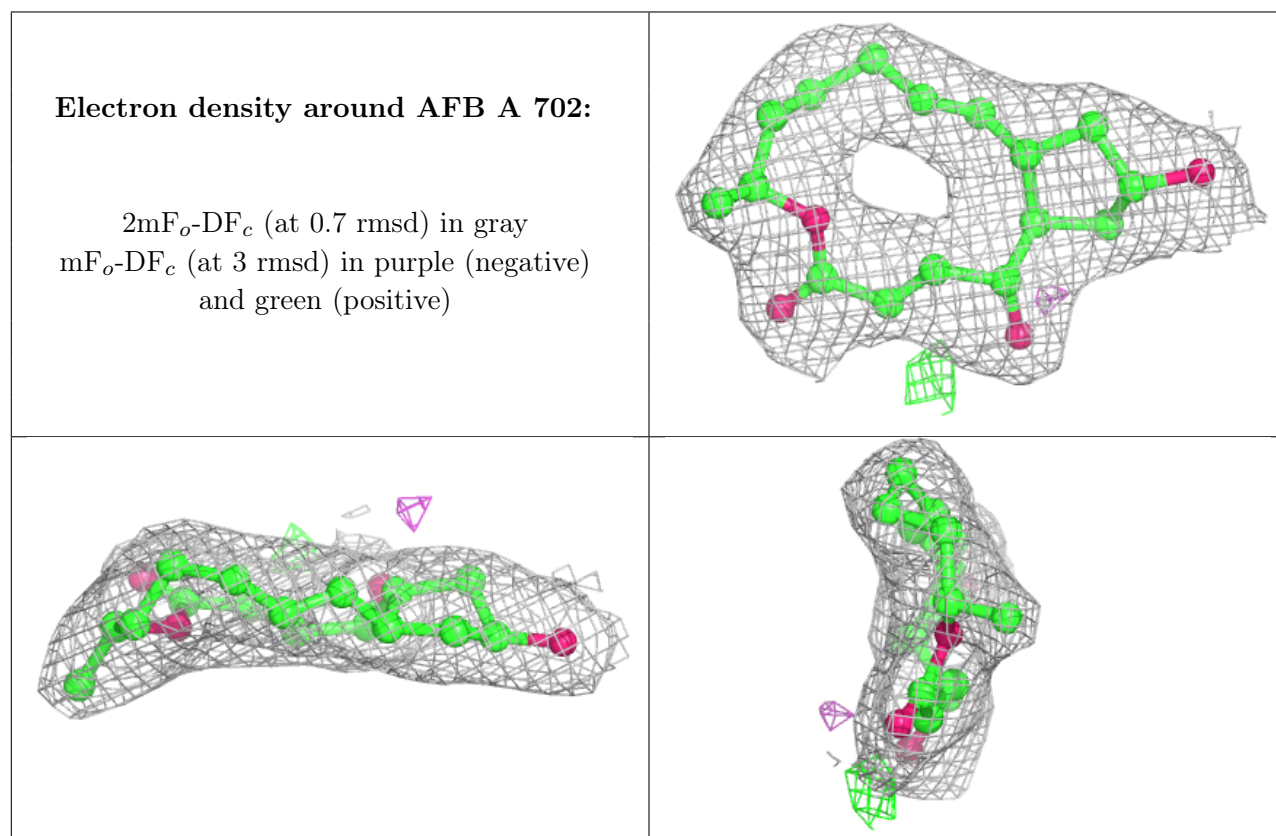 Electron density around AFB A 702:
2mFo-DFc (at 0.7 rmsd) in gray
mFo-DFc (at 3 rmsd) in purple (negative)
and green (positive)